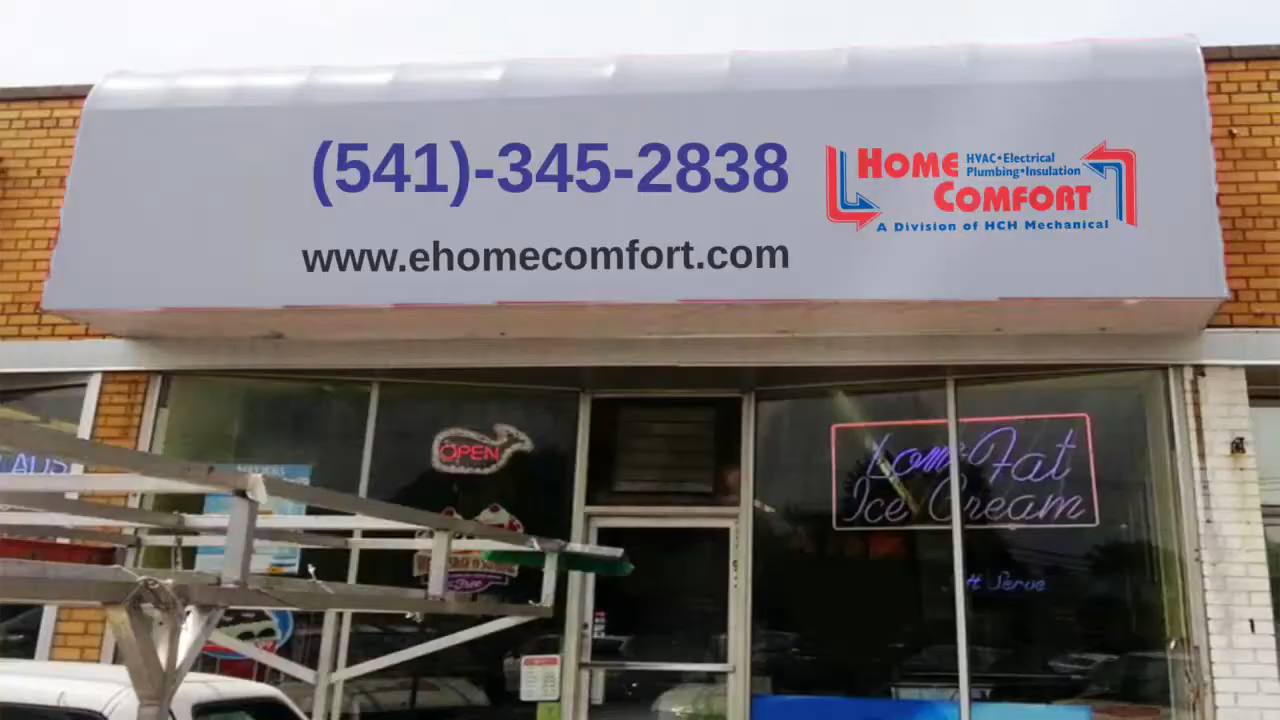 (541)-345-2838
www.ehomecomfort.com
HOME
HVAC•Electrical
Plumbing•Insulation
COMFORT
A Division of HCH Mechanical
OPEN
Low Fat
Ice Cream
Serve